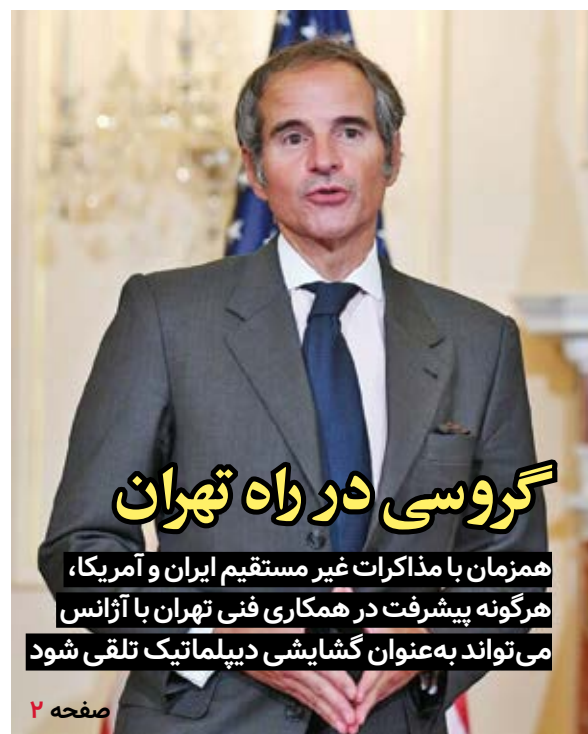 گروسی در راه تهران
همزمان با مذاکرات غیر مستقیم ایران و آمریکا،
هرگونه پیشرفت در همکاری فنی تهران با آژانس
می‌تواند به‌عنوان گشایشی دیپلماتیک تلقی شود
صفحه ۲